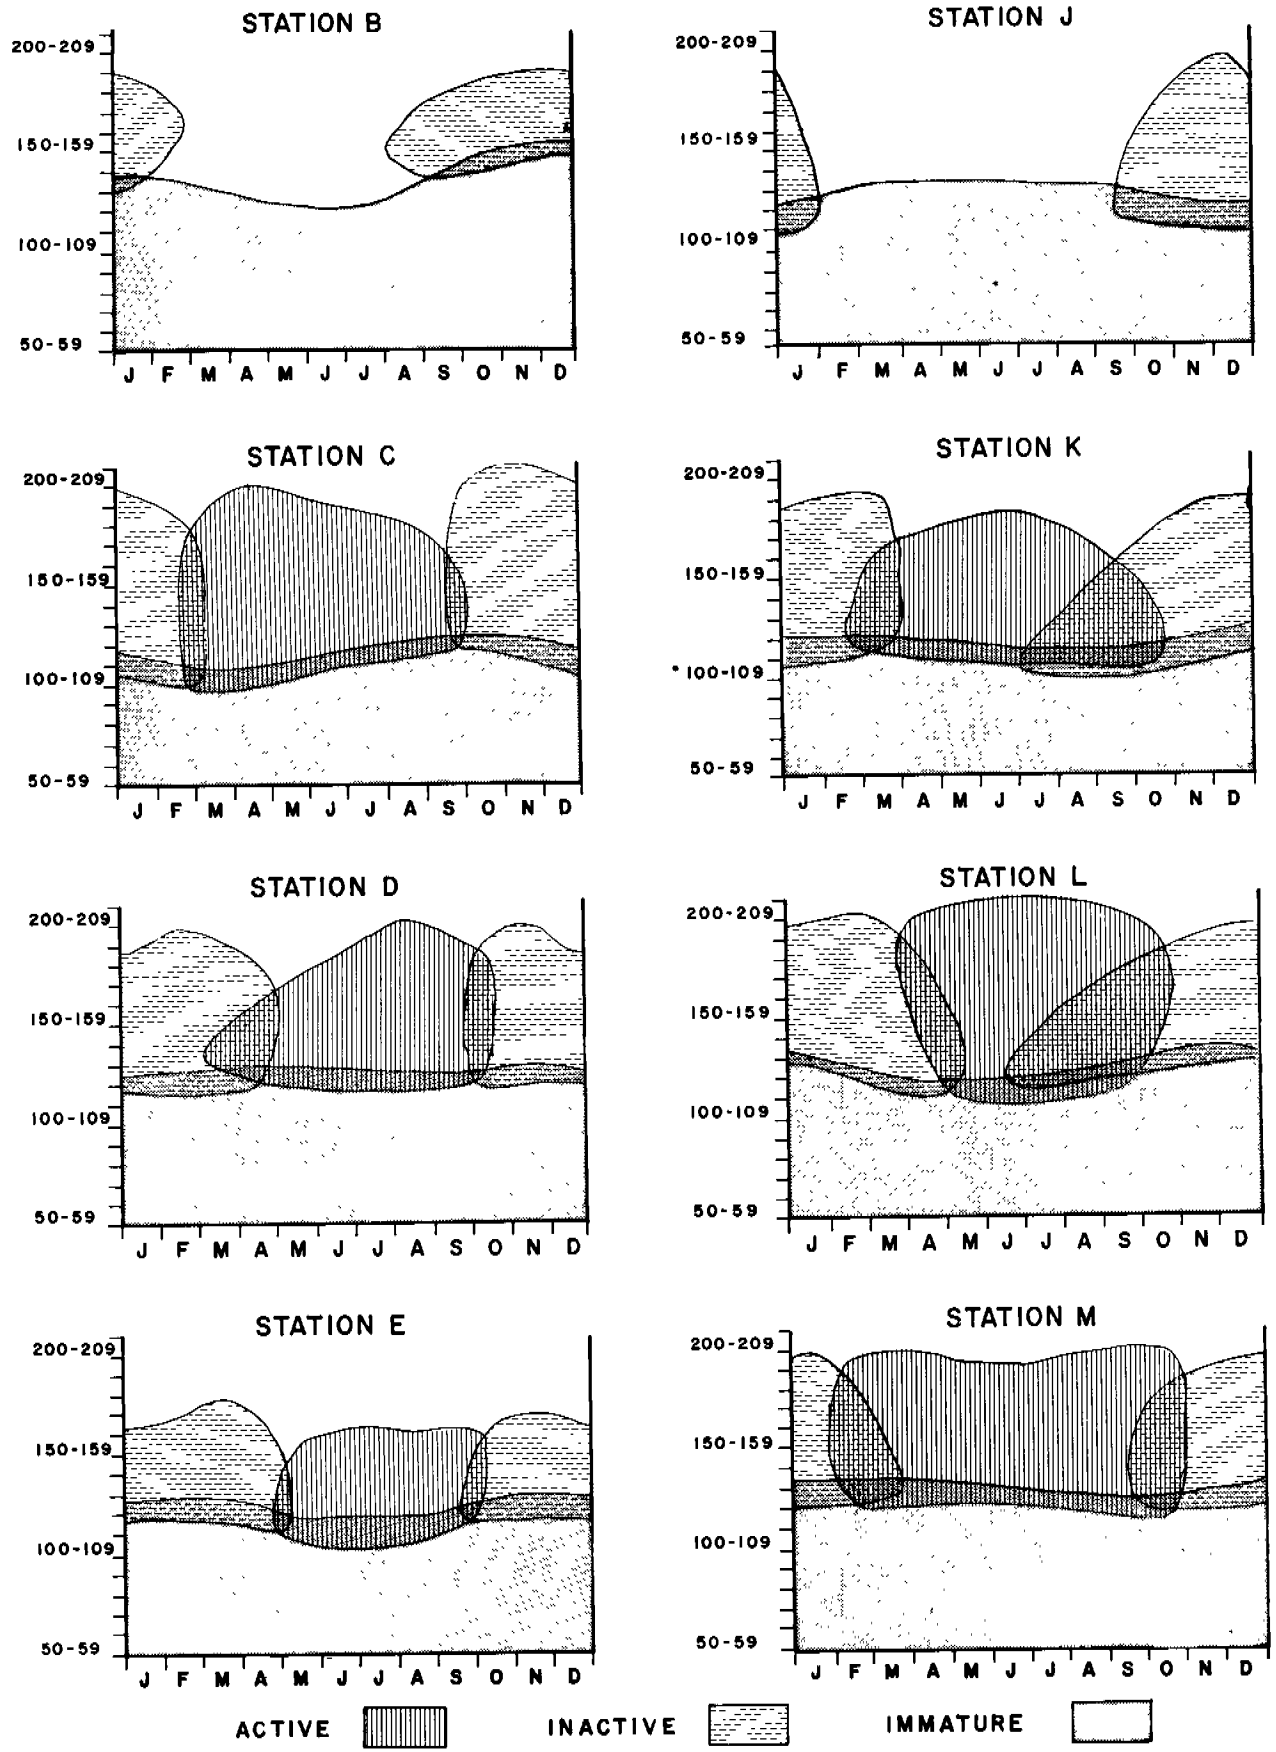 STATION B
200-209
150-159
100-109
50-59
J F M A M J J A S O N D
STATION J
200-209
150-159
100-109
50-59
J F M A M J J A S O N D
STATION C
200-209
150-159
100-109
50-59
J F M A M J J A S O N D
STATION K
200-209
150-159
100-109
50-59
J F M A M J J A S O N D
STATION D
200-209
150-159
100-109
50-59
J F M A M J J A S O N D
STATION L
200-209
150-159
100-109
50-59
J F M A M J J A S O N D
STATION E
200-209
150-159
100-109
50-59
J F M A M J J A S O N D
STATION M
200-209
150-159
100-109
50-59
J F M A M J J A S O N D
ACTIVE INACTIVE IMMATURE